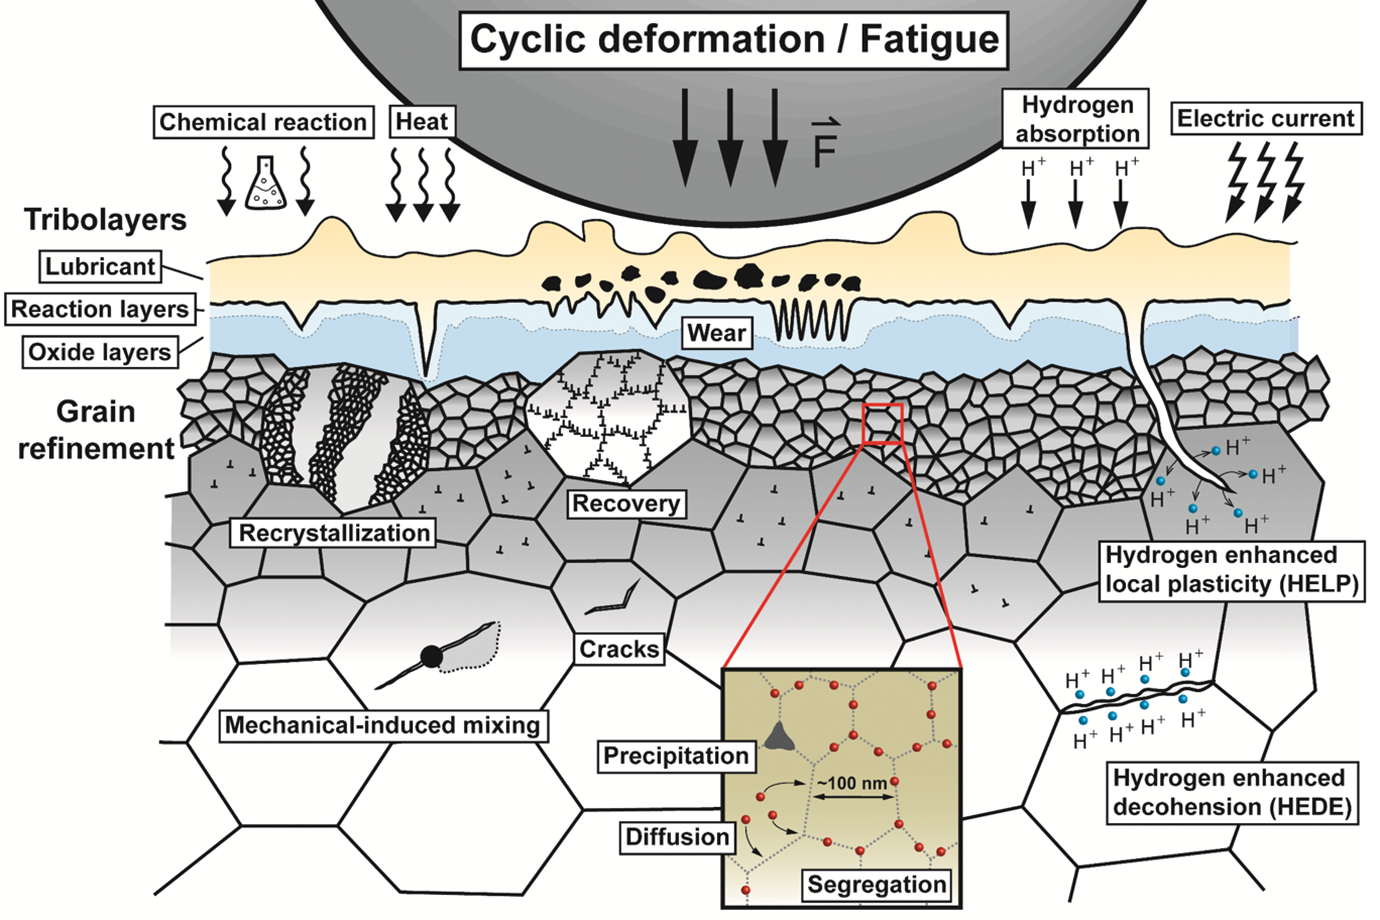 Cyclic deformation / Fatigue
Chemical reaction
Heat
F
Hydrogen
absorption
Electric current
H+ H+ H+
Tribolayers
Lubricant
Reaction layers
Oxide layers
Wear
Grain
refinement
H+
H+
H+
H+
H+
Recovery
Recrystallization
Hydrogen enhanced
local plasticity (HELP)
Cracks
H+ H+ H+ H+
H+ H+ H+ H+
Mechanical-induced mixing
Precipitation
~100 nm
Hydrogen enhanced
decohension (HEDE)
Diffusion
Segregation